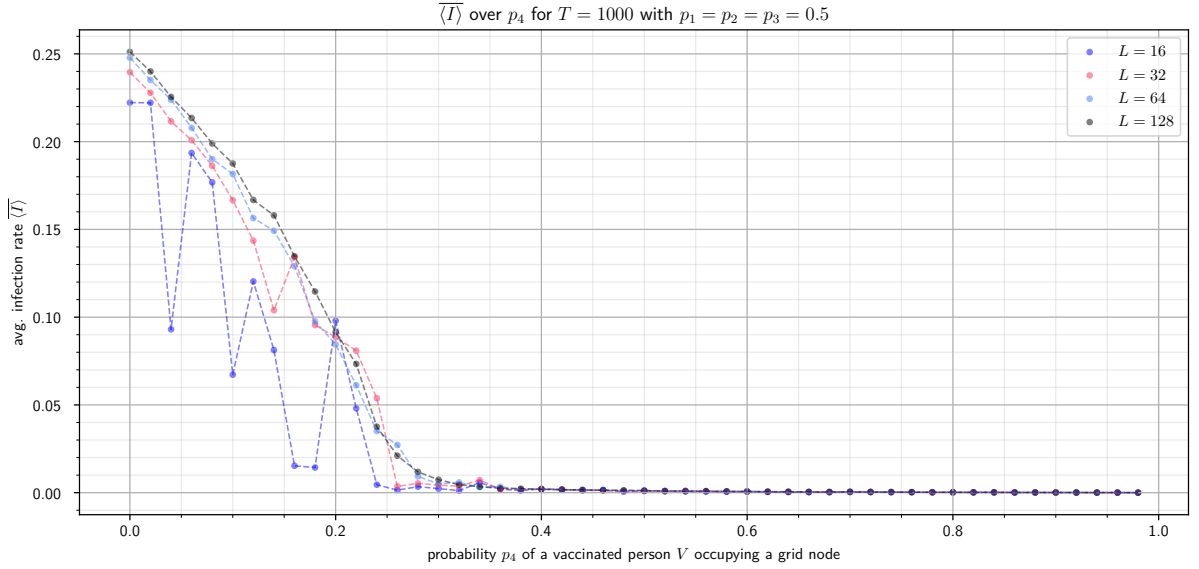 ⟨I⟩ over p₄ for T = 1000 with p₁ = p₂ = p₃ = 0.5
L = 16
L = 32
L = 64
L = 128
avg. infection rate ⟨I⟩
0.25
0.20
0.15
0.10
0.05
0.00
0.0 0.2 0.4 0.6 0.8 1.0
probability p₄ of a vaccinated person V occupying a grid node